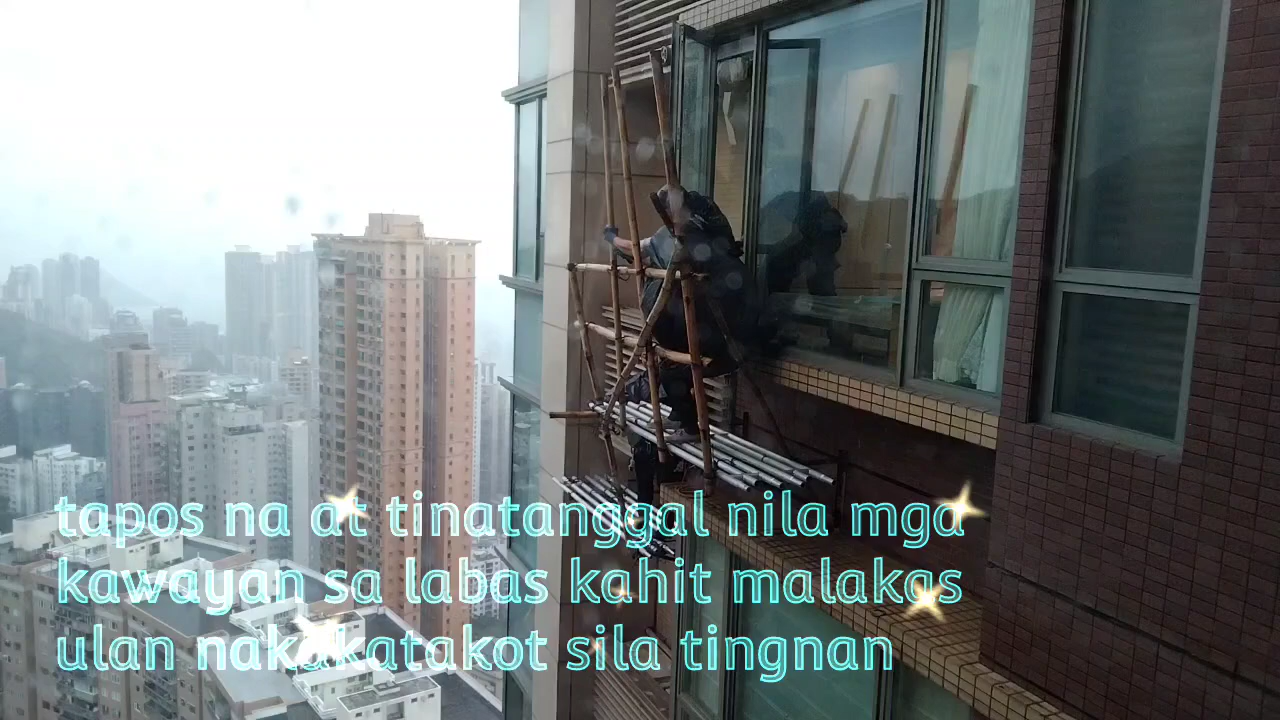 tapos na at tinatanggal nila mga
kawayan sa labas kahit malakas
ulan nakakatakot sila tingnan